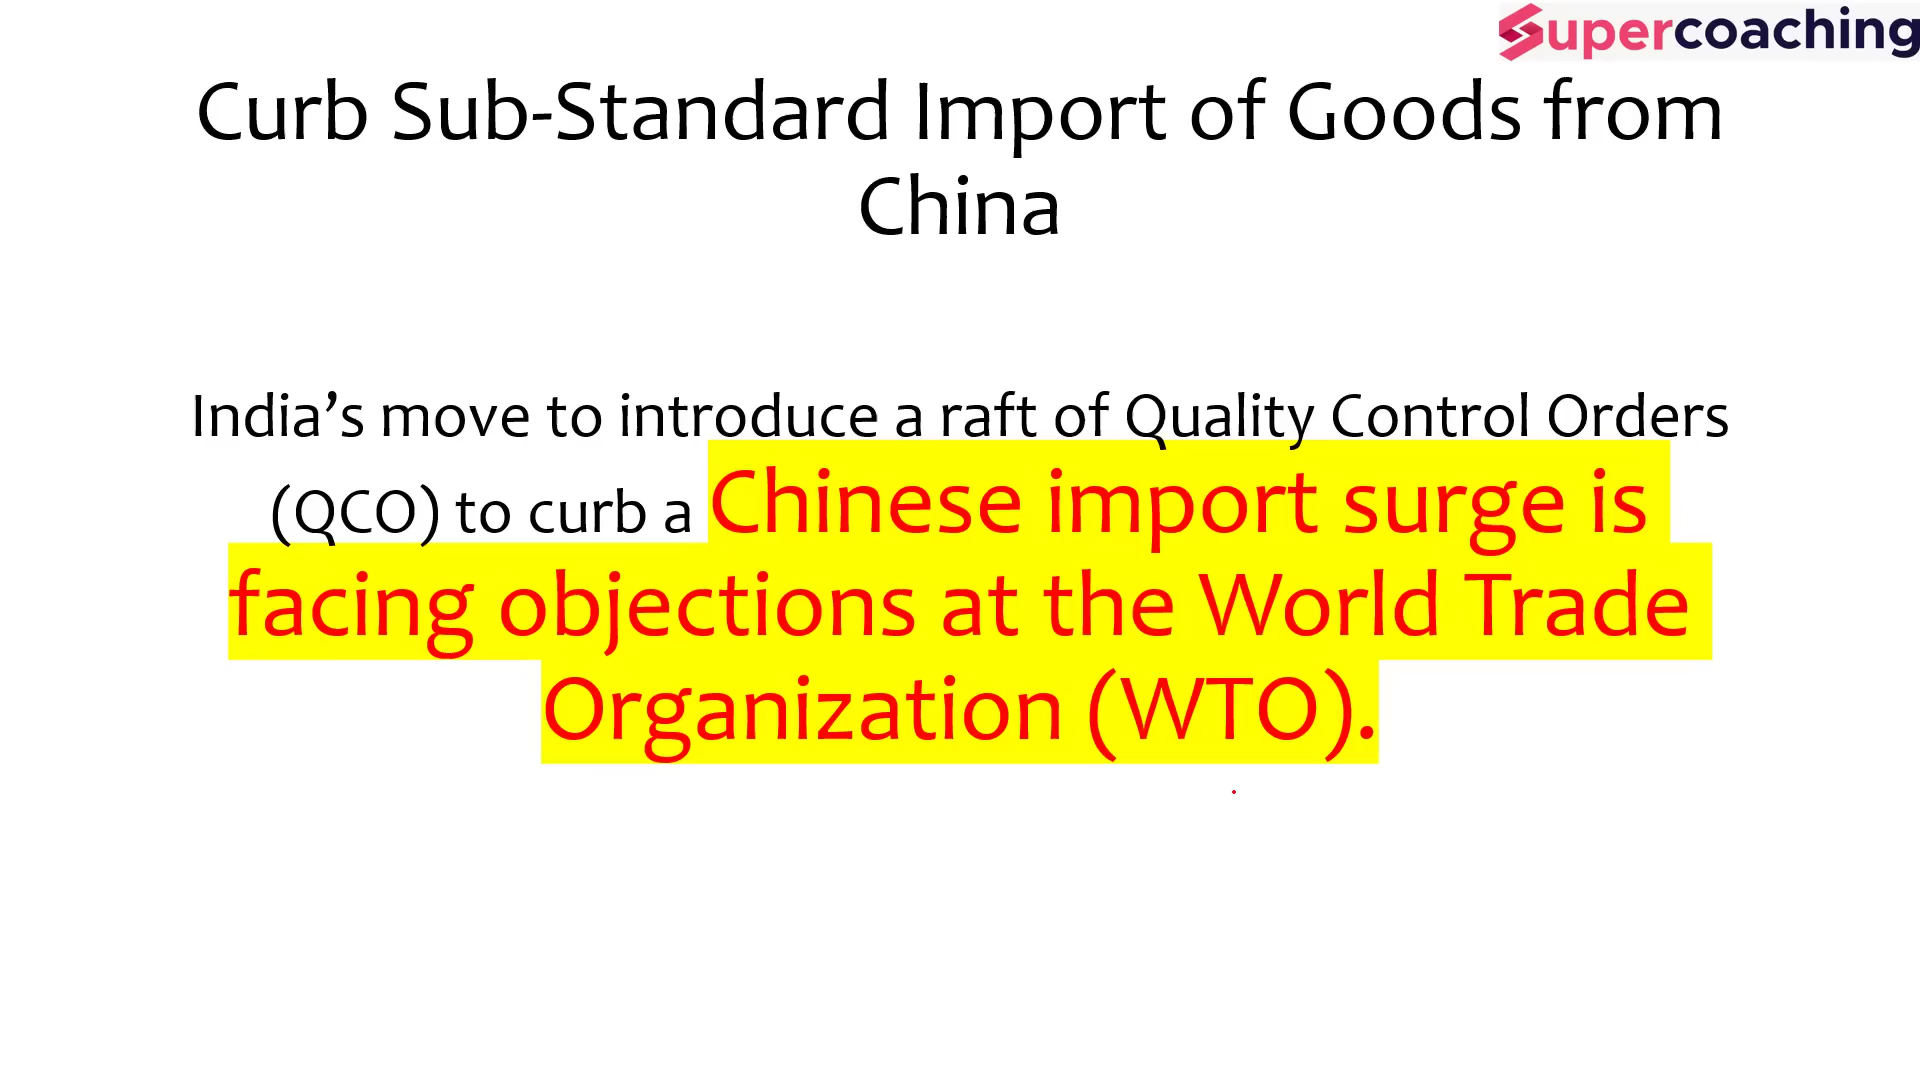 Supercoaching
Curb Sub-Standard Import of Goods from
China
India’s move to introduce a raft of Quality Control Orders
(QCO) to curb a Chinese import surge is
facing objections at the World Trade
Organization (WTO).